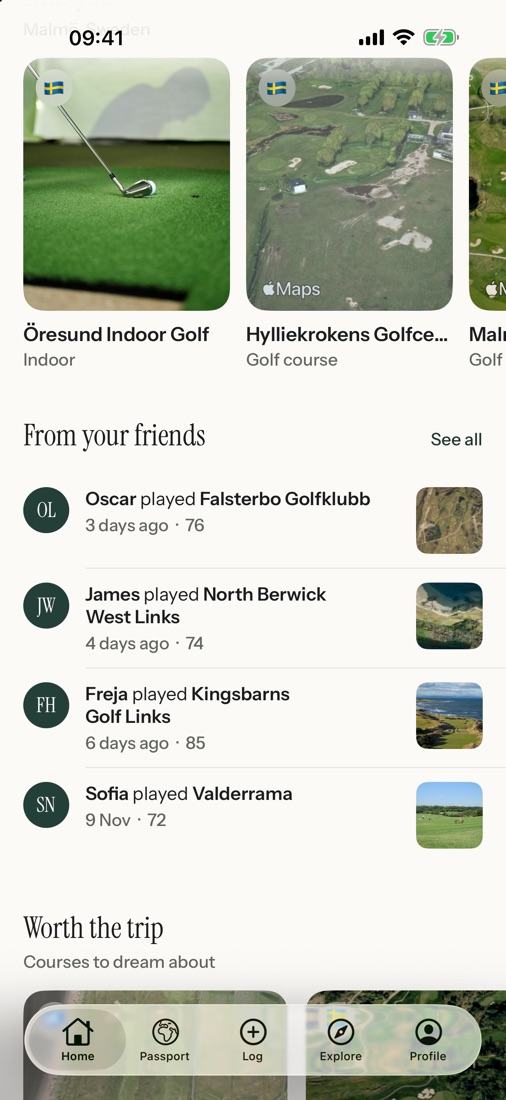 Malmö, Sweden
09:41
Maps
Öresund Indoor Golf
Indoor
Hylliekrokens Golfce...
Golf course
Mal
Golf
From your friends
See all
OL
Oscar played Falsterbo Golfklubb
3 days ago · 76
JW
James played North Berwick
West Links
4 days ago · 74
FH
Freja played Kingsbarns
Golf Links
6 days ago · 85
SN
Sofia played Valderrama
9 Nov · 72
Worth the trip
Courses to dream about
Home
Passport
Log
Explore
Profile